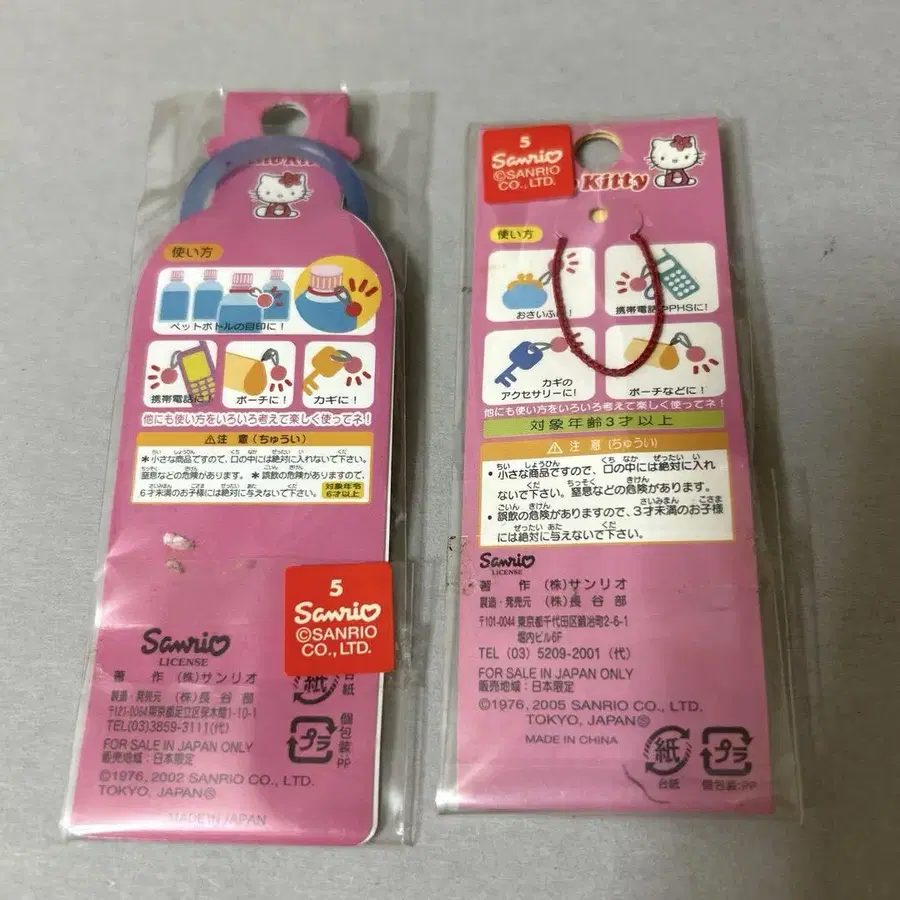 使い方
ペットボトルの目印に！
携帯電話に！
ポーチに！
カギに！
他にも使い方をいろいろ考えて楽しく使ってネ！
⚠注 意（ちゅうい）
＊小さな商品ですので、口の中には絶対に入れないで下さい。
窒息などの危険があります。＊誤飲の危険がありますので、
6才未満のお子様には絶対に与えないで下さい。
対象年令
6才以上
5
Sanrio
©SANRIO
CO., LTD.
Sanrio
LICENSE
著 作 （株）サンリオ
製造・発売元 （株）長谷部
TEL(03)3859-3111(代)
FOR SALE IN JAPAN ONLY
販売地域：日本限定
©1976, 2002 SANRIO CO., LTD.
TOKYO, JAPANⓈ
MADE IN JAPAN
紙
台紙
プラ
個包装PP
5
Sanrio
©SANRIO
CO., LTD.
Kitty
使い方
おさいふに！
携帯電話やPHSに！
カギの
アクセサリーに！
ポーチなどに！
他にも使い方をいろいろ考えて楽しく使ってネ！
対象年齢3才以上
⚠注 意（ちゅうい）
・小さな商品ですので、口の中には絶対に入れ
ないで下さい。窒息などの危険があります。
・誤飲の危険がありますので、3才未満のお子様
には絶対に与えないで下さい。
Sanrio
LICENSE
著 作 （株）サンリオ
製造・発売元 （株）長谷部
〒101-0044 東京都千代田区鍛冶町2-6-1
堀内ビル6F
TEL (03) 5209-2001（代）
FOR SALE IN JAPAN ONLY
販売地域：日本限定
©1976, 2005 SANRIO CO., LTD.
TOKYO, JAPANⓈ
MADE IN CHINA
紙
台紙
プラ
個包装:PP